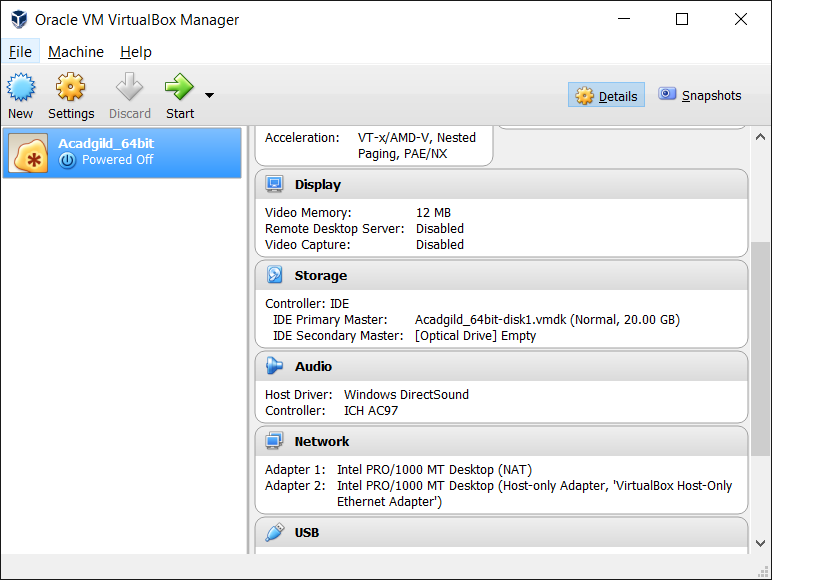 Oracle VM VirtualBox Manager
File Machine Help
New Settings Discard Start Details Snapshots
Acadgild_64bit
Powered Off
Acceleration: VT-x/AMD-V, Nested
Paging, PAE/NX
Display
Video Memory: 12 MB
Remote Desktop Server: Disabled
Video Capture: Disabled
Storage
Controller: IDE
IDE Primary Master: Acadgild_64bit-disk1.vmdk (Normal, 20.00 GB)
IDE Secondary Master: [Optical Drive] Empty
Audio
Host Driver: Windows DirectSound
Controller: ICH AC97
Network
Adapter 1: Intel PRO/1000 MT Desktop (NAT)
Adapter 2: Intel PRO/1000 MT Desktop (Host-only Adapter, 'VirtualBox Host-Only
Ethernet Adapter')
USB